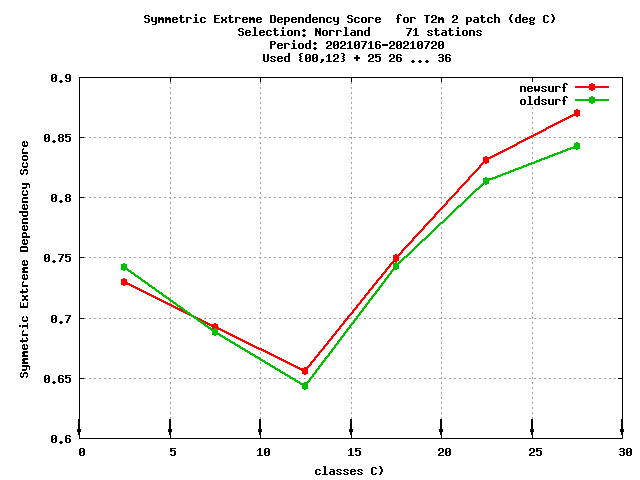 Symmetric Extreme Dependency Score  for T2m 2 patch (deg C)
Selection: Norrland     71 stations
Period: 20210716-20210720
Used {00,12} + 25 26 ... 36
newsurf
oldsurf
Symmetric Extreme Dependency Score
0.9
0.85
0.8
0.75
0.7
0.65
0.6
0 5 10 15 20 25 30
classes C)